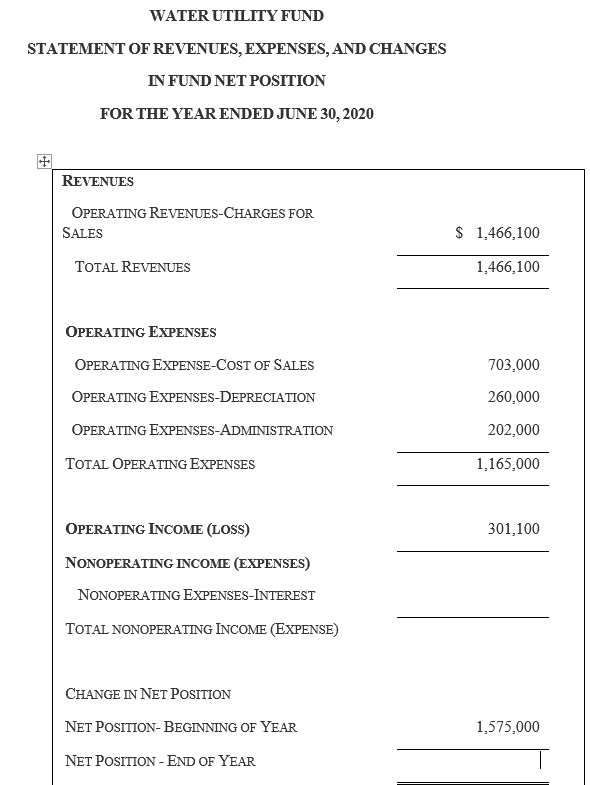 WATER UTILITY FUND
STATEMENT OF REVENUES, EXPENSES, AND CHANGES
IN FUND NET POSITION
FOR THE YEAR ENDED JUNE 30, 2020
REVENUES
OPERATING REVENUES-CHARGES FOR
SALES $ 1,466,100
TOTAL REVENUES 1,466,100
OPERATING EXPENSES
OPERATING EXPENSE-COST OF SALES 703,000
OPERATING EXPENSES-DEPRECIATION 260,000
OPERATING EXPENSES-ADMINISTRATION 202,000
TOTAL OPERATING EXPENSES 1,165,000
OPERATING INCOME (LOSS) 301,100
NONOPERATING INCOME (EXPENSES)
NONOPERATING EXPENSES-INTEREST
TOTAL NONOPERATING INCOME (EXPENSE)
CHANGE IN NET POSITION
NET POSITION- BEGINNING OF YEAR 1,575,000
NET POSITION - END OF YEAR